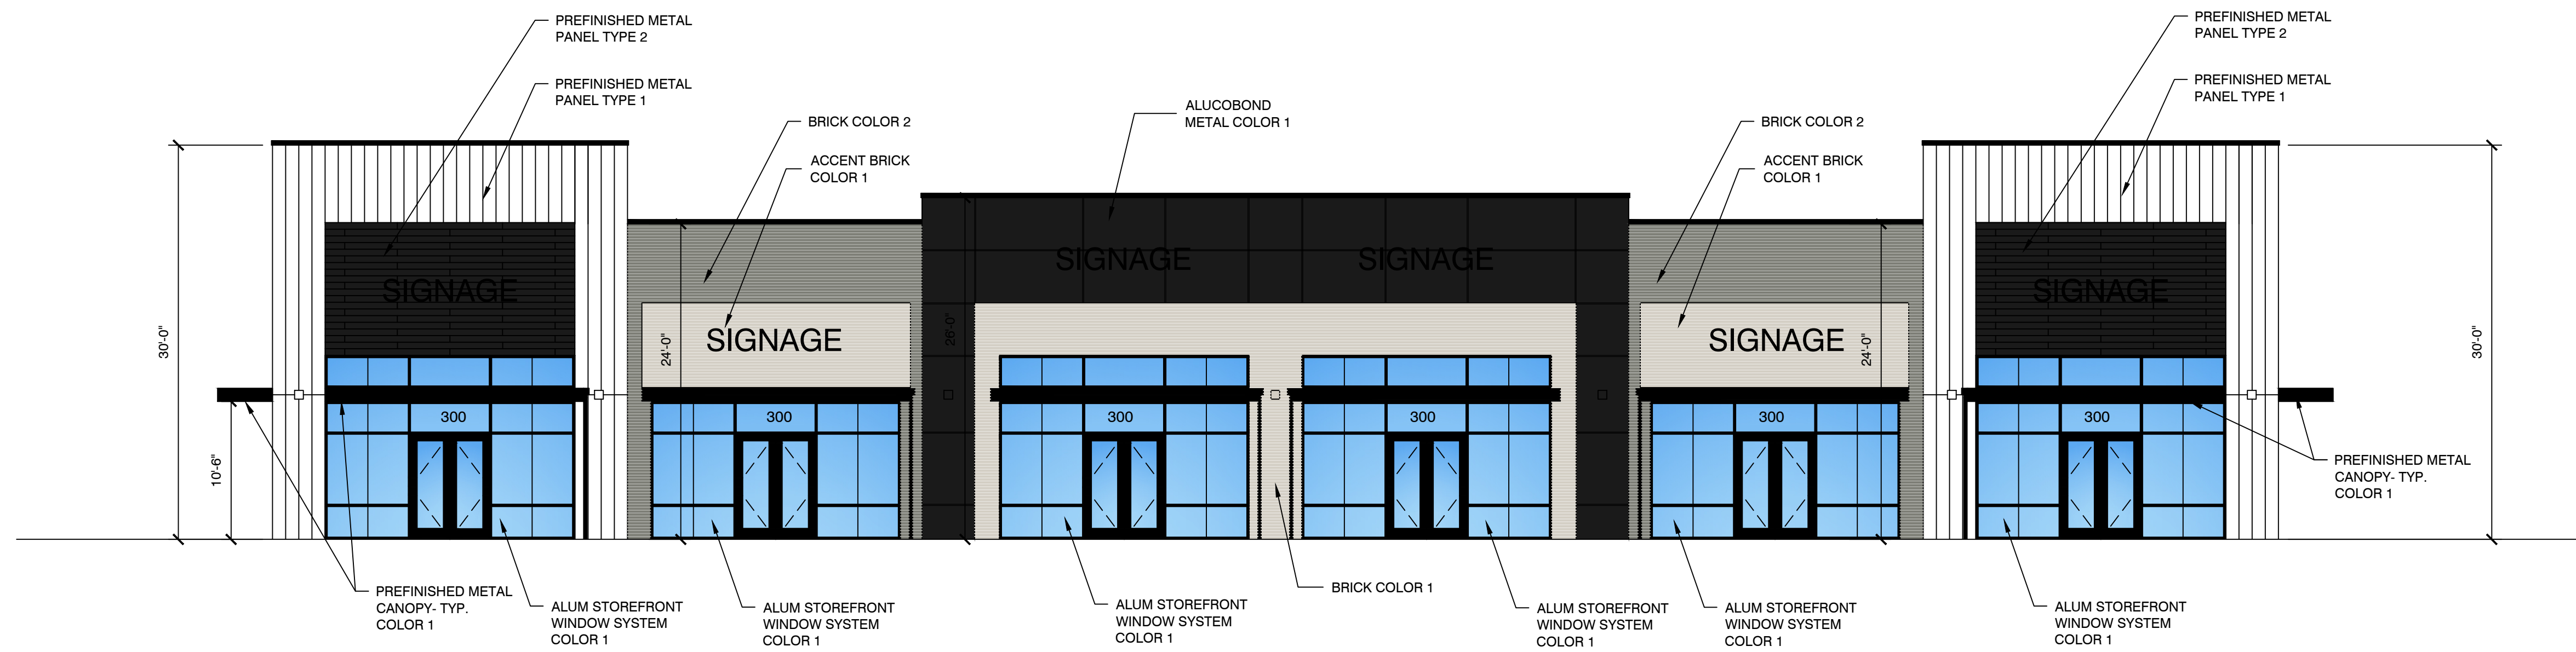 PREFINISHED METAL
PANEL TYPE 2
PREFINISHED METAL
PANEL TYPE 1
BRICK COLOR 2
ACCENT BRICK
COLOR 1
ALUCOBOND
METAL COLOR 1
BRICK COLOR 2
ACCENT BRICK
COLOR 1
PREFINISHED METAL
PANEL TYPE 2
PREFINISHED METAL
PANEL TYPE 1
SIGNAGE
SIGNAGE
SIGNAGE
SIGNAGE
SIGNAGE
SIGNAGE
30'-0"
24'-0"
26'-0"
24'-0"
30'-0"
10'-6"
300
300
300
300
300
300
PREFINISHED METAL
CANOPY- TYP.
COLOR 1
PREFINISHED METAL
CANOPY- TYP.
COLOR 1
ALUM STOREFRONT
WINDOW SYSTEM
COLOR 1
ALUM STOREFRONT
WINDOW SYSTEM
COLOR 1
ALUM STOREFRONT
WINDOW SYSTEM
COLOR 1
BRICK COLOR 1
ALUM STOREFRONT
WINDOW SYSTEM
COLOR 1
ALUM STOREFRONT
WINDOW SYSTEM
COLOR 1
ALUM STOREFRONT
WINDOW SYSTEM
COLOR 1